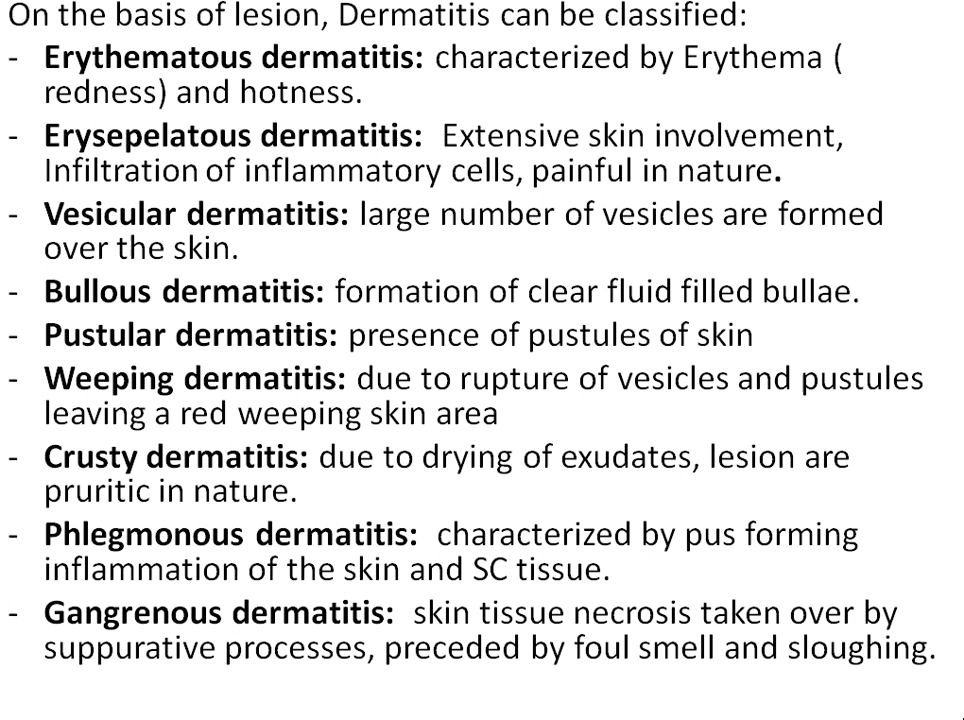 On the basis of lesion, Dermatitis can be classified:
- Erythematous dermatitis: characterized by Erythema (
redness) and hotness.
- Erysepelatous dermatitis: Extensive skin involvement,
Infiltration of inflammatory cells, painful in nature.
- Vesicular dermatitis: large number of vesicles are formed
over the skin.
- Bullous dermatitis: formation of clear fluid filled bullae.
- Pustular dermatitis: presence of pustules of skin
- Weeping dermatitis: due to rupture of vesicles and pustules
leaving a red weeping skin area
- Crusty dermatitis: due to drying of exudates, lesion are
pruritic in nature.
- Phlegmonous dermatitis: characterized by pus forming
inflammation of the skin and SC tissue.
- Gangrenous dermatitis: skin tissue necrosis taken over by
suppurative processes, preceded by foul smell and sloughing.